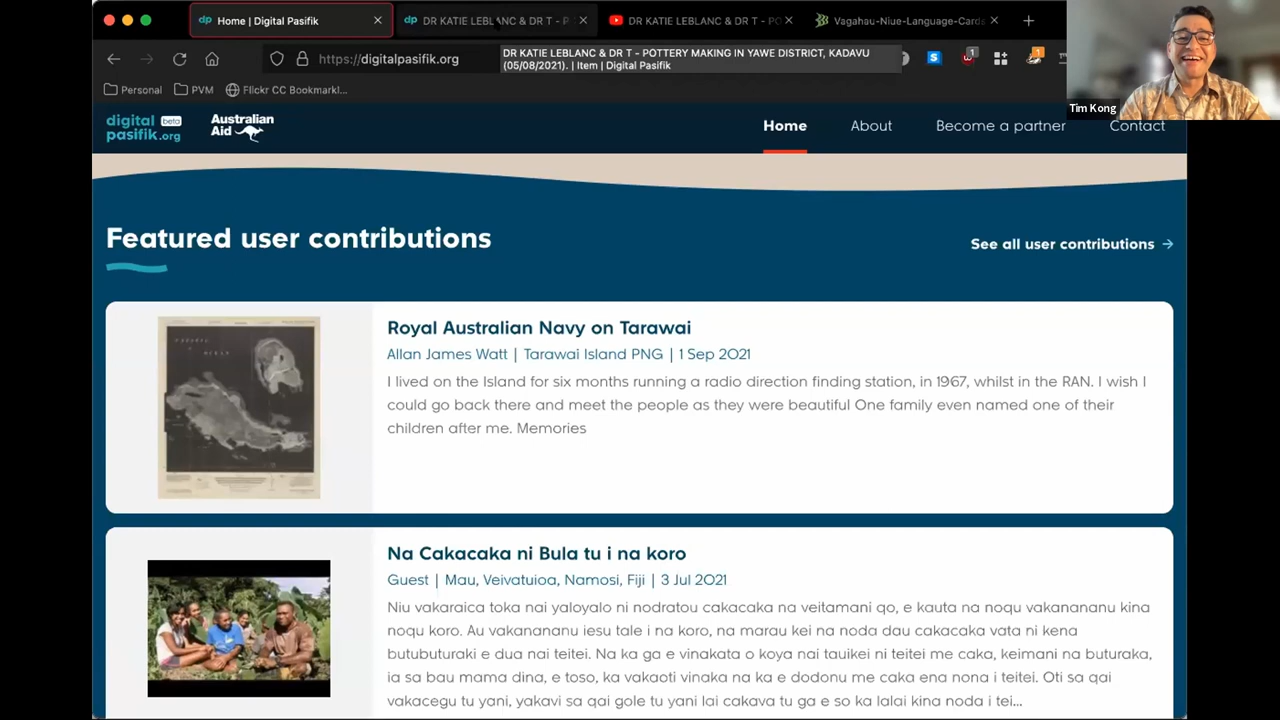 Home | Digital Pasifik
DR KATIE LEBLANC & DR T - P
DR KATIE LEBLANC & DR T - PO
Vagahau-Niue-Language-Cards
https://digitalpasifik.org
DR KATIE LEBLANC & DR T - POTTERY MAKING IN YAWE DISTRICT, KADAVU
(05/08/2021). | Item | Digital Pasifik
Personal
PVM
Flickr CC Bookmarkl...
Tim Kong
digital beta
pasifik.org
Australian
Aid
Home
About
Become a partner
Contact
Featured user contributions
See all user contributions →
Royal Australian Navy on Tarawai
Allan James Watt | Tarawai Island PNG | 1 Sep 2021
I lived on the Island for six months running a radio direction finding station, in 1967, whilst in the RAN. I wish I
could go back there and meet the people as they were beautiful One family even named one of their
children after me. Memories
Na Cakacaka ni Bula tu i na koro
Guest | Mau, Veivatuioa, Namosi, Fiji | 3 Jul 2021
Niu vakaraica toka nai yaloyalo ni nodratou cakacaka na veitamani qo, e kauta na noqu vakanananu kina
noqu koro. Au vakanananu iesu tale i na koro, na marau kei na noda dau cakacaka vata ni kena
butubuturaki e dua nai teitei. Na ka ga e vinakata o koya nai tauikei ni teitei me caka, keimani na buturaka,
ia sa bau mama dina, e toso, ka vakaoti vinaka na ka e dodonu me caka ena nona i teitei. Oti sa qai
vakacegu tu yani, yakavi sa qai gole tu yani lai cakava tu ga e so ka lalai kina noda i tei...